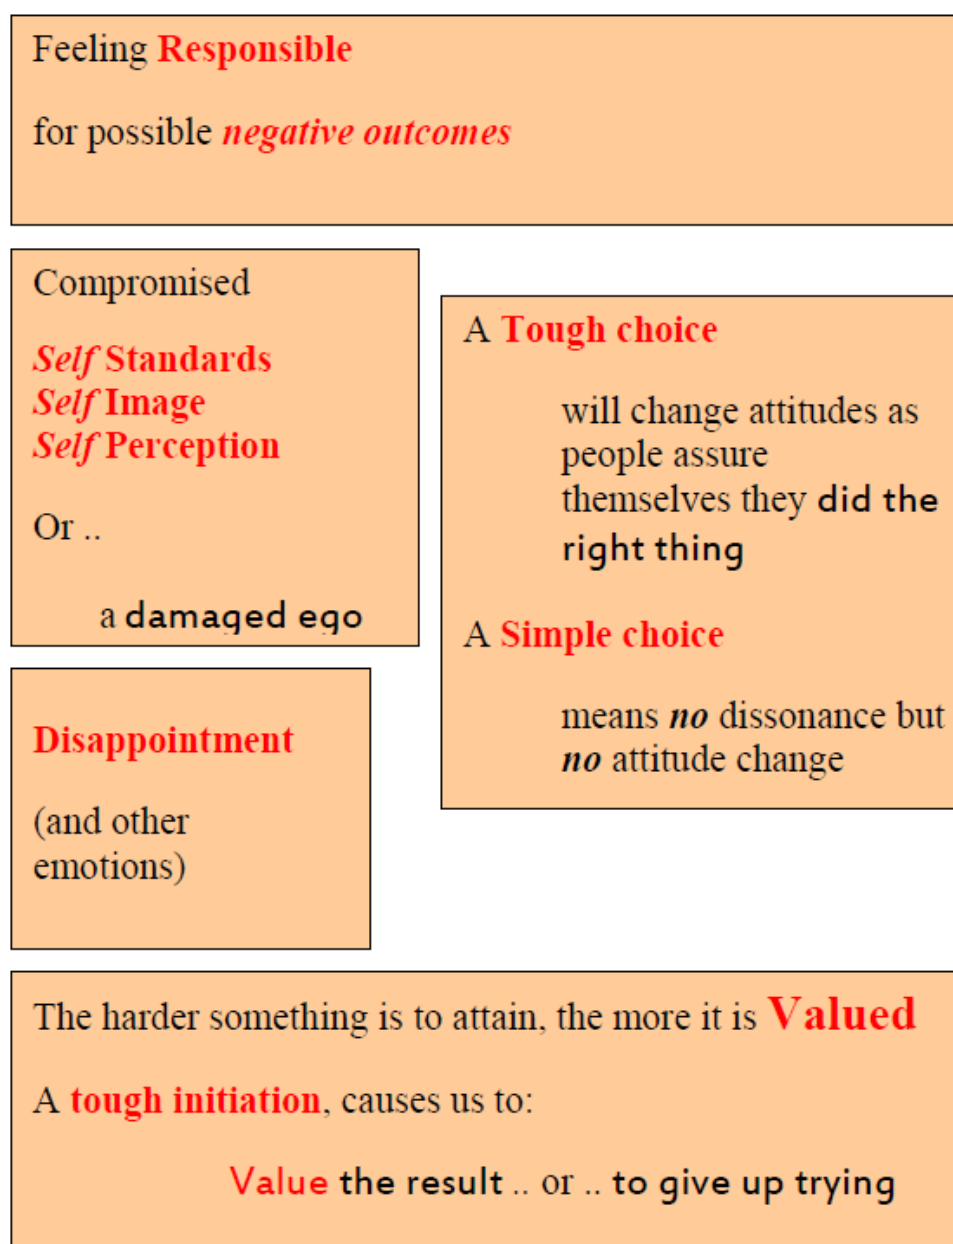 Feeling Responsible
for possible negative outcomes
Compromised
Self Standards
Self Image
Self Perception
Or ..
a damaged ego
A Tough choice
will change attitudes as
people assure
themselves they did the
right thing
A Simple choice
means no dissonance but
no attitude change
Disappointment
(and other
emotions)
The harder something is to attain, the more it is Valued
A tough initiation, causes us to:
Value the result .. or .. to give up trying